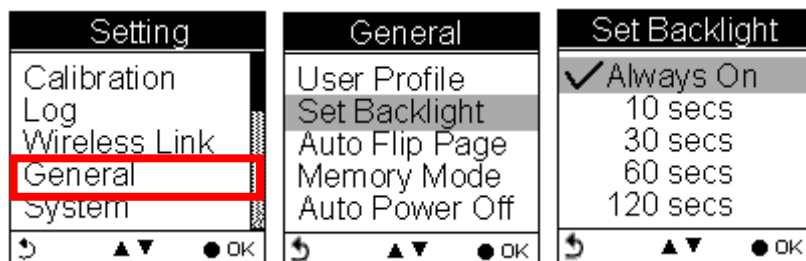 Setting
Calibration
Log
Wireless Link
General
System
OK
General
User Profile
Set Backlight
Auto Flip Page
Memory Mode
Auto Power Off
OK
Set Backlight
Always On
10 secs
30 secs
60 secs
120 secs
OK